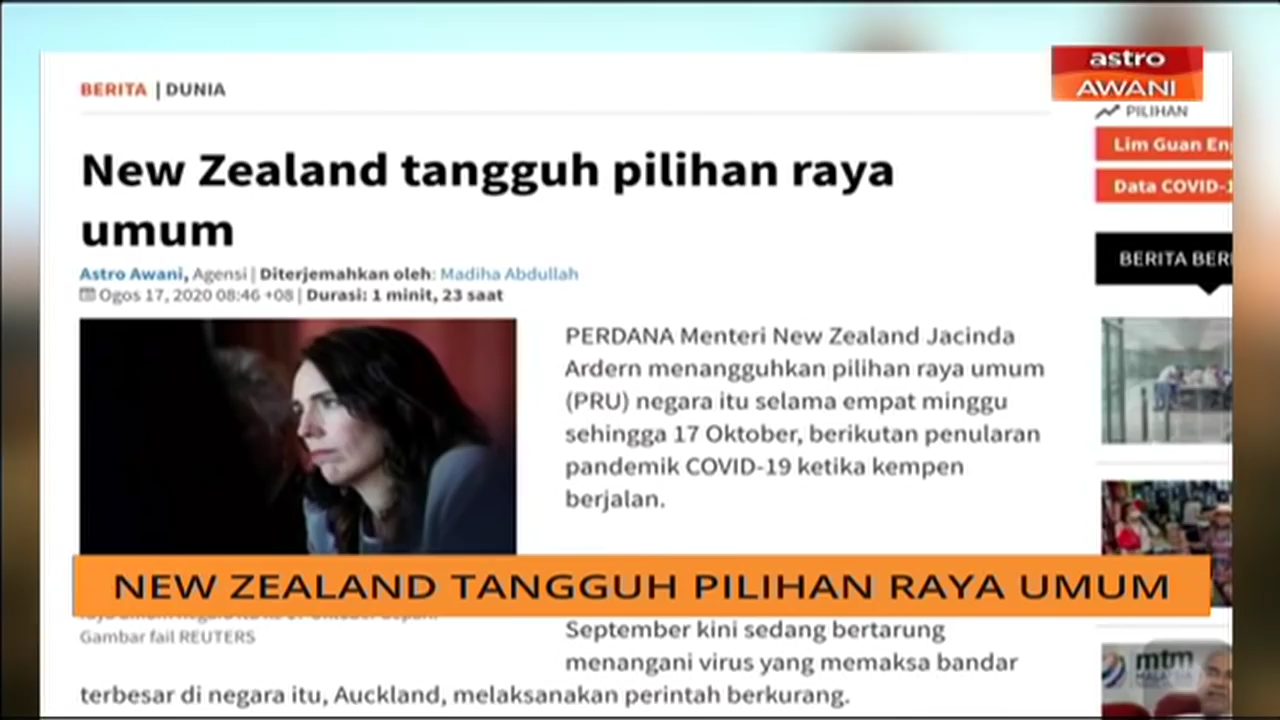 astro
AWANI
BERITA | DUNIA
PILIHAN
Lim Guan Eng
Data COVID-1
New Zealand tangguh pilihan raya
umum
BERITA BER
Astro Awani, Agensi | Diterjemahkan oleh: Madiha Abdullah
Ogos 17, 2020 08:46 +08 | Durasi: 1 minit, 23 saat
PERDANA Menteri New Zealand Jacinda
Ardern menangguhkan pilihan raya umum
(PRU) negara itu selama empat minggu
sehingga 17 Oktober, berikutan penularan
pandemik COVID-19 ketika kempen
berjalan.
NEW ZEALAND TANGGUH PILIHAN RAYA UMUM
Gambar fail REUTERS
September kini sedang bertarung
menangani virus yang memaksa bandar
terbesar di negara itu, Auckland, melaksanakan perintah berkurang.
mtm